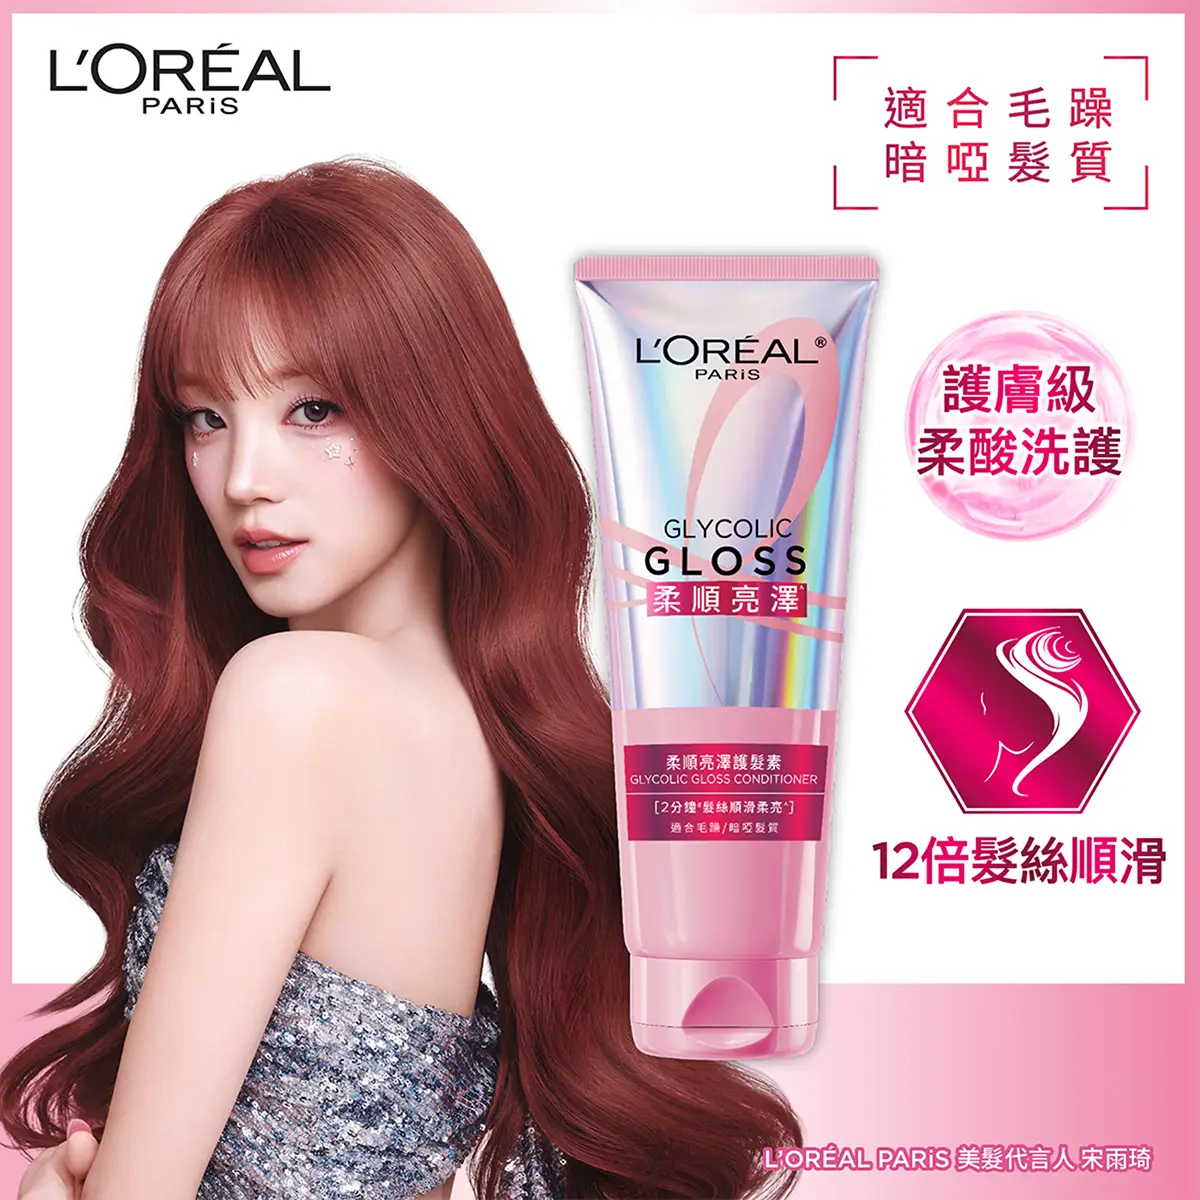 L'ORÉAL
PARiS
適合毛躁
暗啞髮質
L'ORÉAL®
PARiS
GLYCOLIC
GLOSS
柔順亮澤^
柔順亮澤護髮素
GLYCOLIC GLOSS CONDITIONER
[2分鐘#髮絲順滑柔亮^]
適合毛躁/暗啞髮質
護膚級
柔酸洗護
12倍髮絲順滑
L'ORÉAL PARiS 美髮代言人 宋雨琦